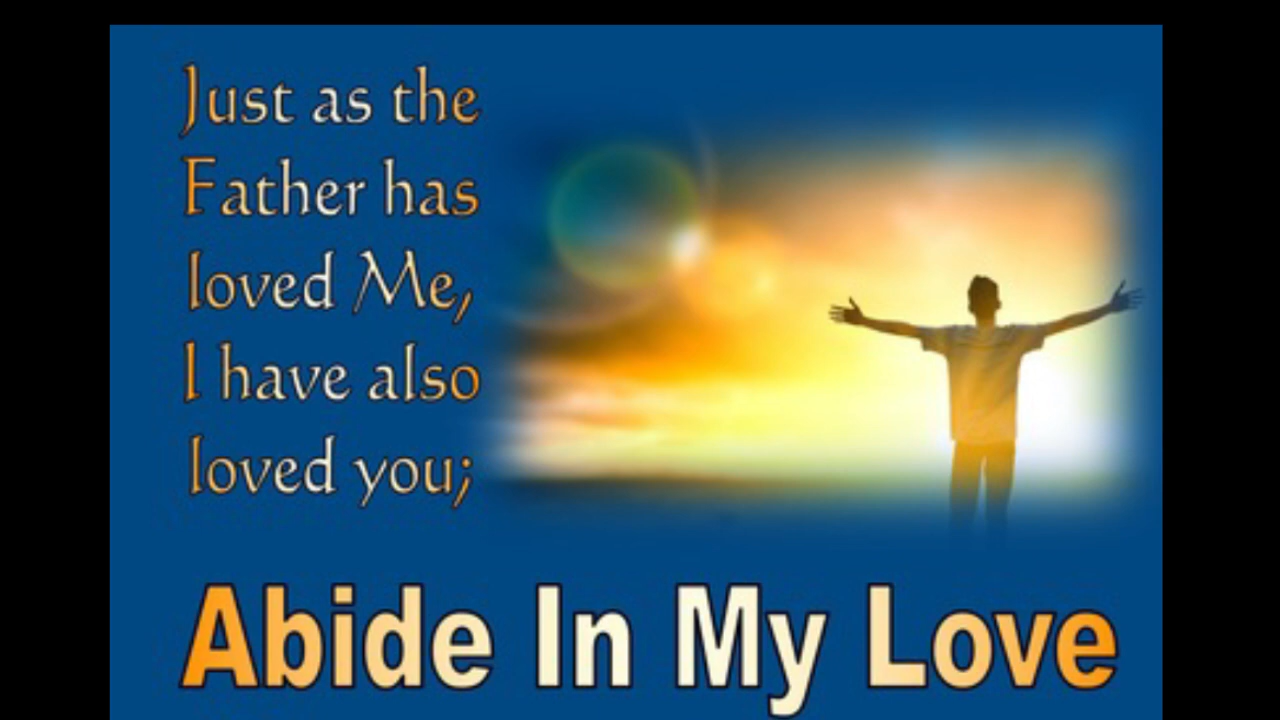 Just as the
Father has
loved Me,
I have also
loved you;
Abide In My Love